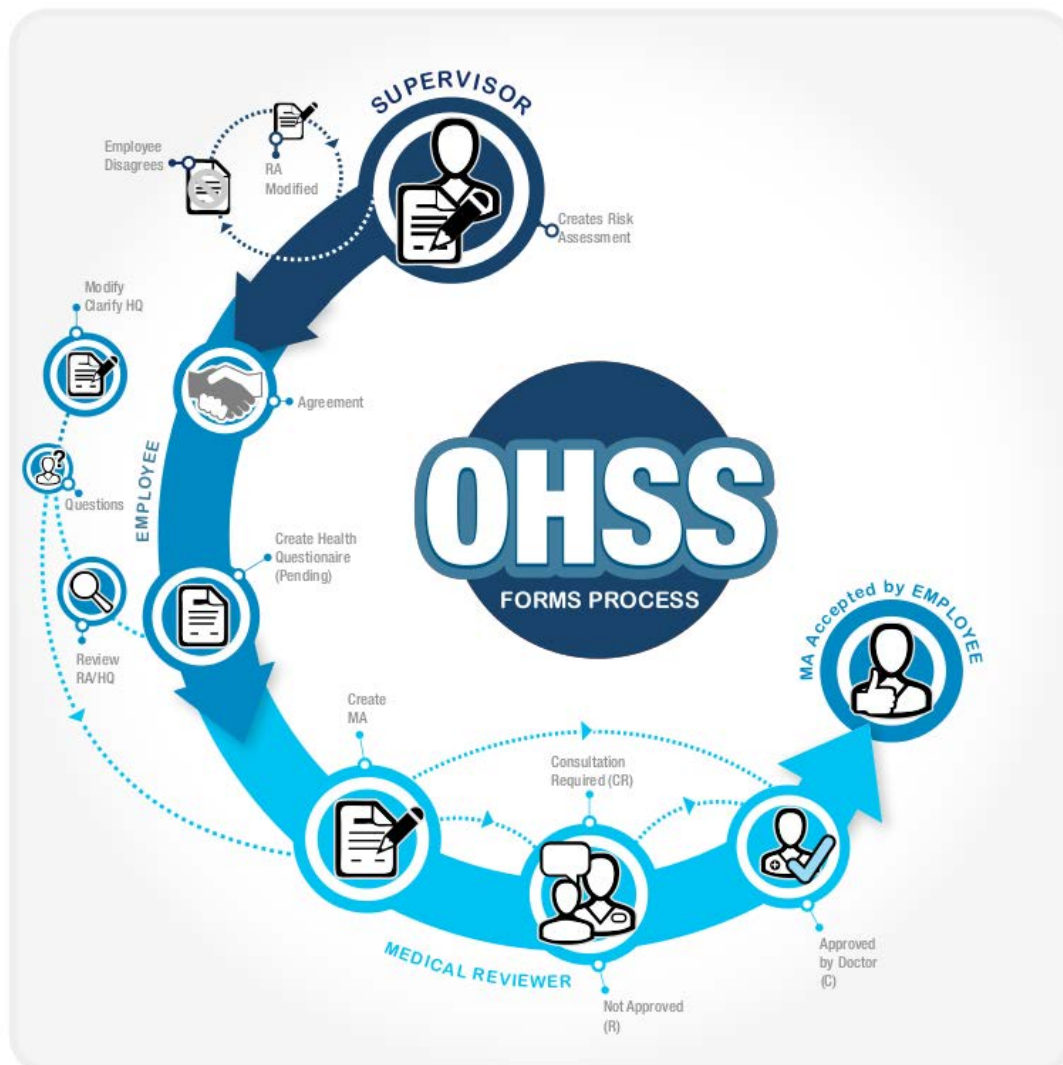 SUPERVISOR
Employee
Disagrees
RA
Modified
Creates Risk
Assessment
Modify
Clarify HQ
Agreement
EMPLOYEE
?
Questions
Create Health
Questionaire
(Pending)
Review
RA/HQ
OHSS
FORMS PROCESS
MA Accepted by EMPLOYEE
Create
MA
Consultation
Required (CR)
MEDICAL REVIEWER
Not Approved
(R)
Approved
by Doctor
(C)